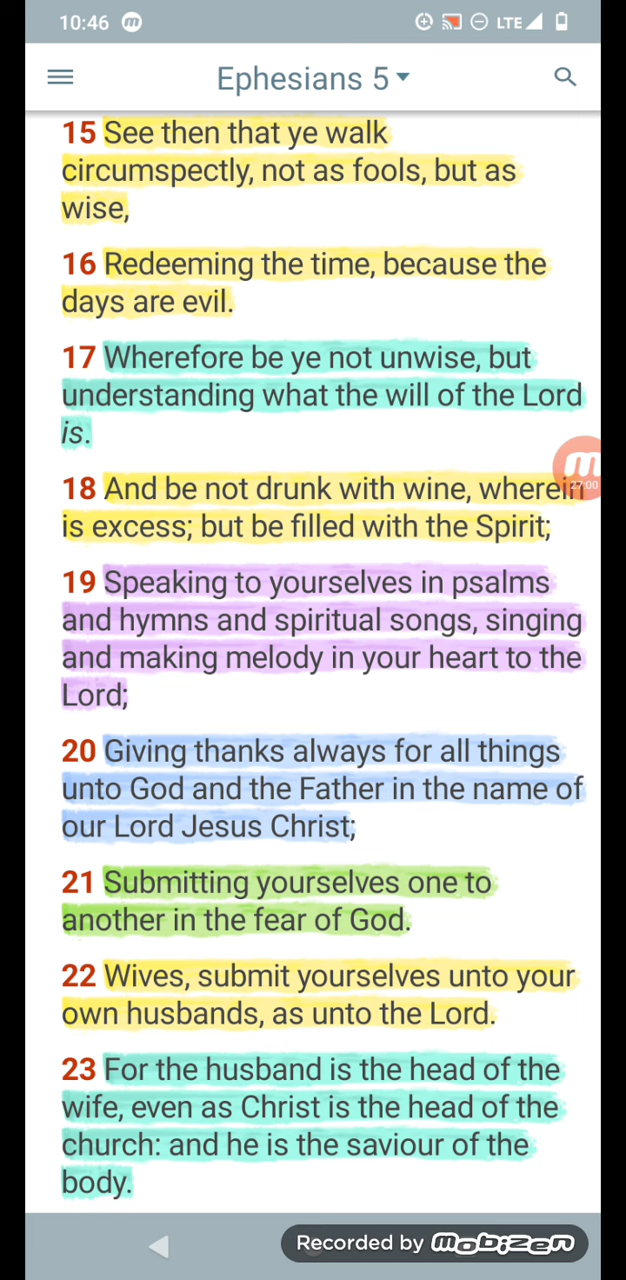 10:46 m LTE
Ephesians 5
15 See then that ye walk
circumspectly, not as fools, but as
wise,
16 Redeeming the time, because the
days are evil.
17 Wherefore be ye not unwise, but
understanding what the will of the Lord
is.
m
27:00
18 And be not drunk with wine, wherein
is excess; but be filled with the Spirit;
19 Speaking to yourselves in psalms
and hymns and spiritual songs, singing
and making melody in your heart to the
Lord;
20 Giving thanks always for all things
unto God and the Father in the name of
our Lord Jesus Christ;
21 Submitting yourselves one to
another in the fear of God.
22 Wives, submit yourselves unto your
own husbands, as unto the Lord.
23 For the husband is the head of the
wife, even as Christ is the head of the
church: and he is the saviour of the
body.
Recorded by mobizen